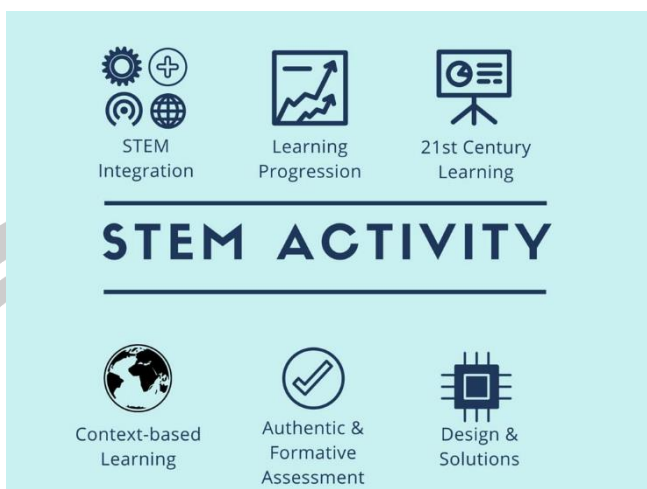 STEM
Integration
Learning
Progression
21st Century
Learning
STEM ACTIVITY
Context-based
Learning
Authentic &
Formative
Assessment
Design &
Solutions